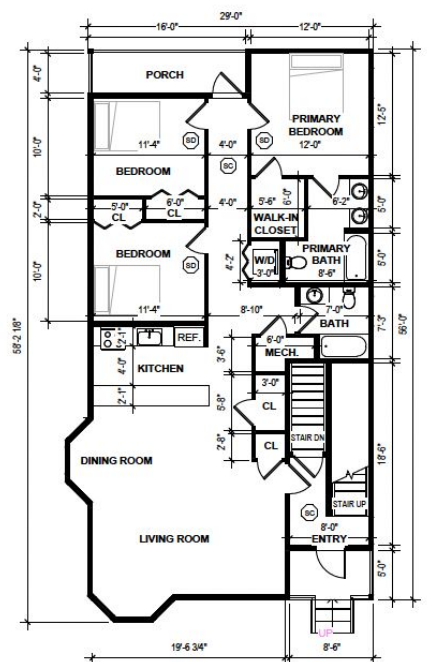 29'-0"
16'-0" 12'-0"
4'-0"
PORCH
PRIMARY
BEDROOM
12'-0"
12'-5"
SD
11'-4"
4'-0"
SD
SC
10'-0"
BEDROOM
5'-0" 6'-0" 4'-0" 5'-6" 6'-0" 6'-2"
2'-0"
CL
CL
WALK-IN
CLOSET
5'-0"
BEDROOM
SD
4'-2"
W/D
3'-0"
PRIMARY
BATH
8'-6"
5'-0"
10'-0"
11'-4"
8'-10"
7'-0"
BATH
7'-3"
56'-0"
58'-2 1/8"
2'-1"
REF.
KITCHEN
4'-0"
2'-1"
3'-6"
6'-0"
MECH.
3'-0"
CL
5'-8"
STAIR DN
CL
2'-8"
DINING ROOM
18'-6"
STAIR UP
SC
LIVING ROOM
8'-0"
ENTRY
5'-0"
UP
19'-6 3/4" 8'-6"